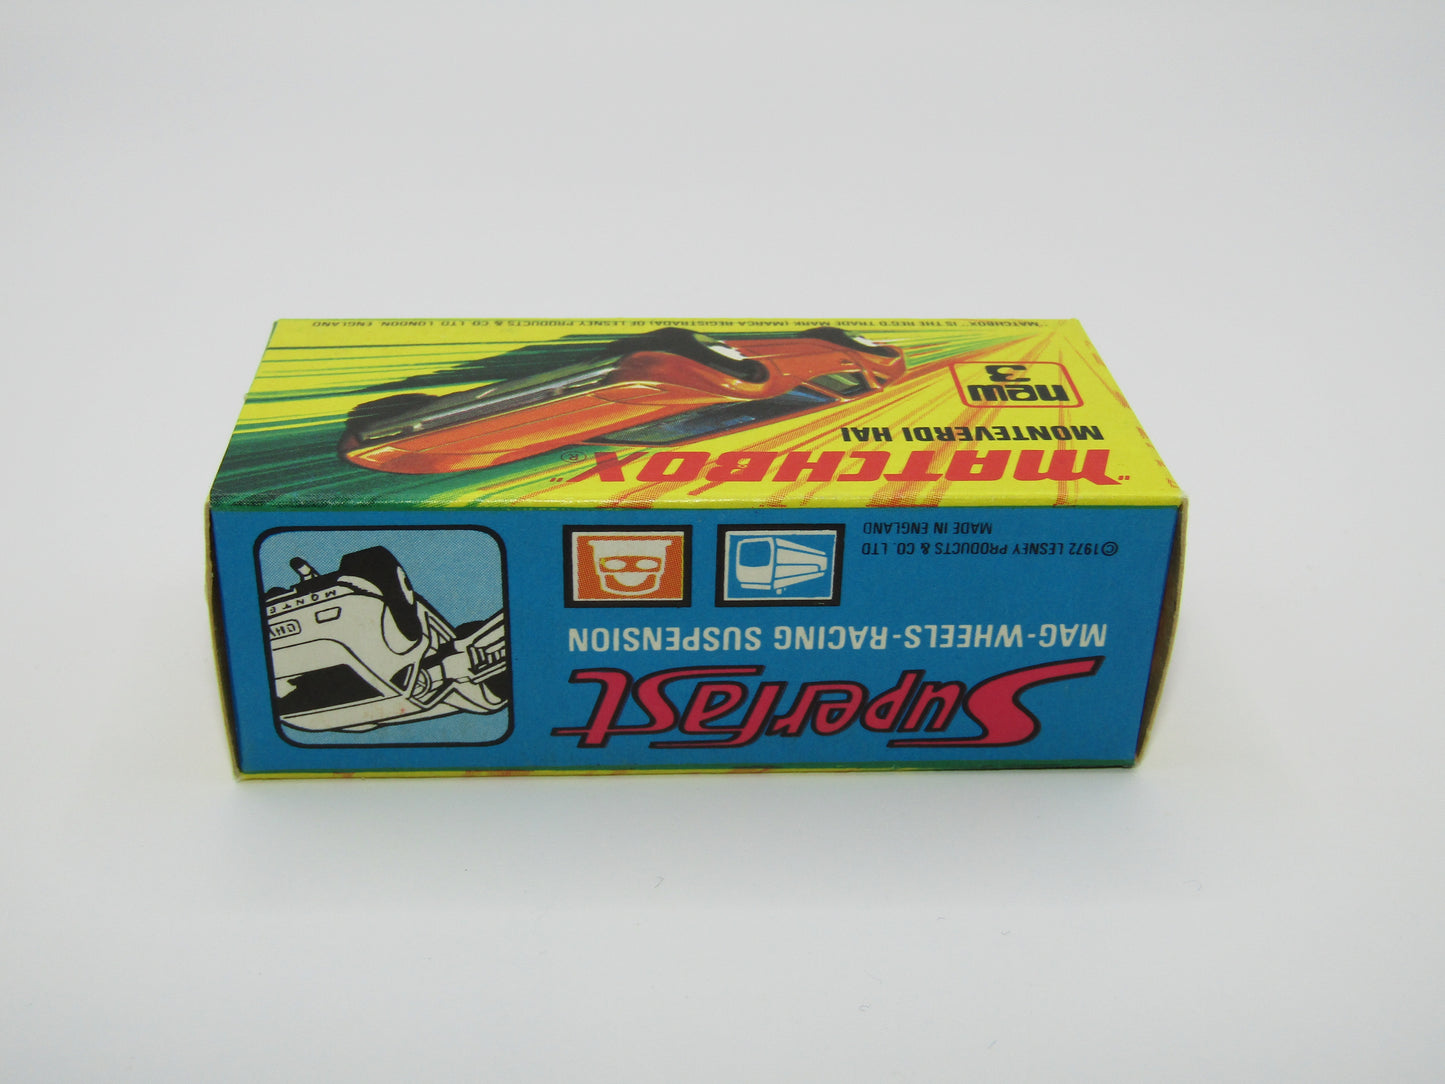 "MATCHBOX"®
MONTEVERDI HAI
new
3
"MATCHBOX" IS THE REG'D TRADE MARK (MARCA REGISTRADA) OF LESNEY PRODUCTS & CO. LTD. LONDON, ENGLAND
Superfast
MAG-WHEELS-RACING SUSPENSION
©1972 LESNEY PRODUCTS & CO. LTD
MADE IN ENGLAND
MONTE